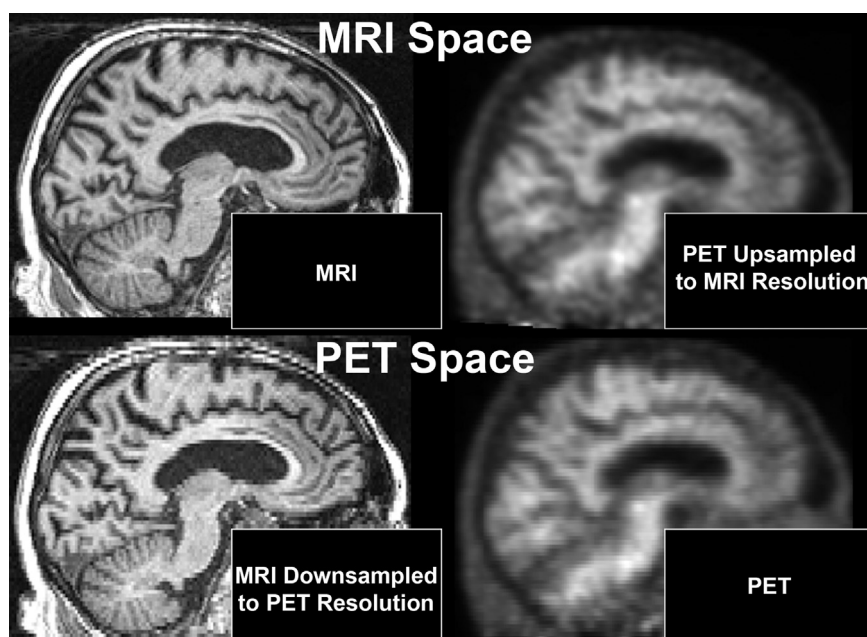 MRI Space
MRI
PET Upsampled
to MRI Resolution
PET Space
MRI Downsampled
to PET Resolution
PET